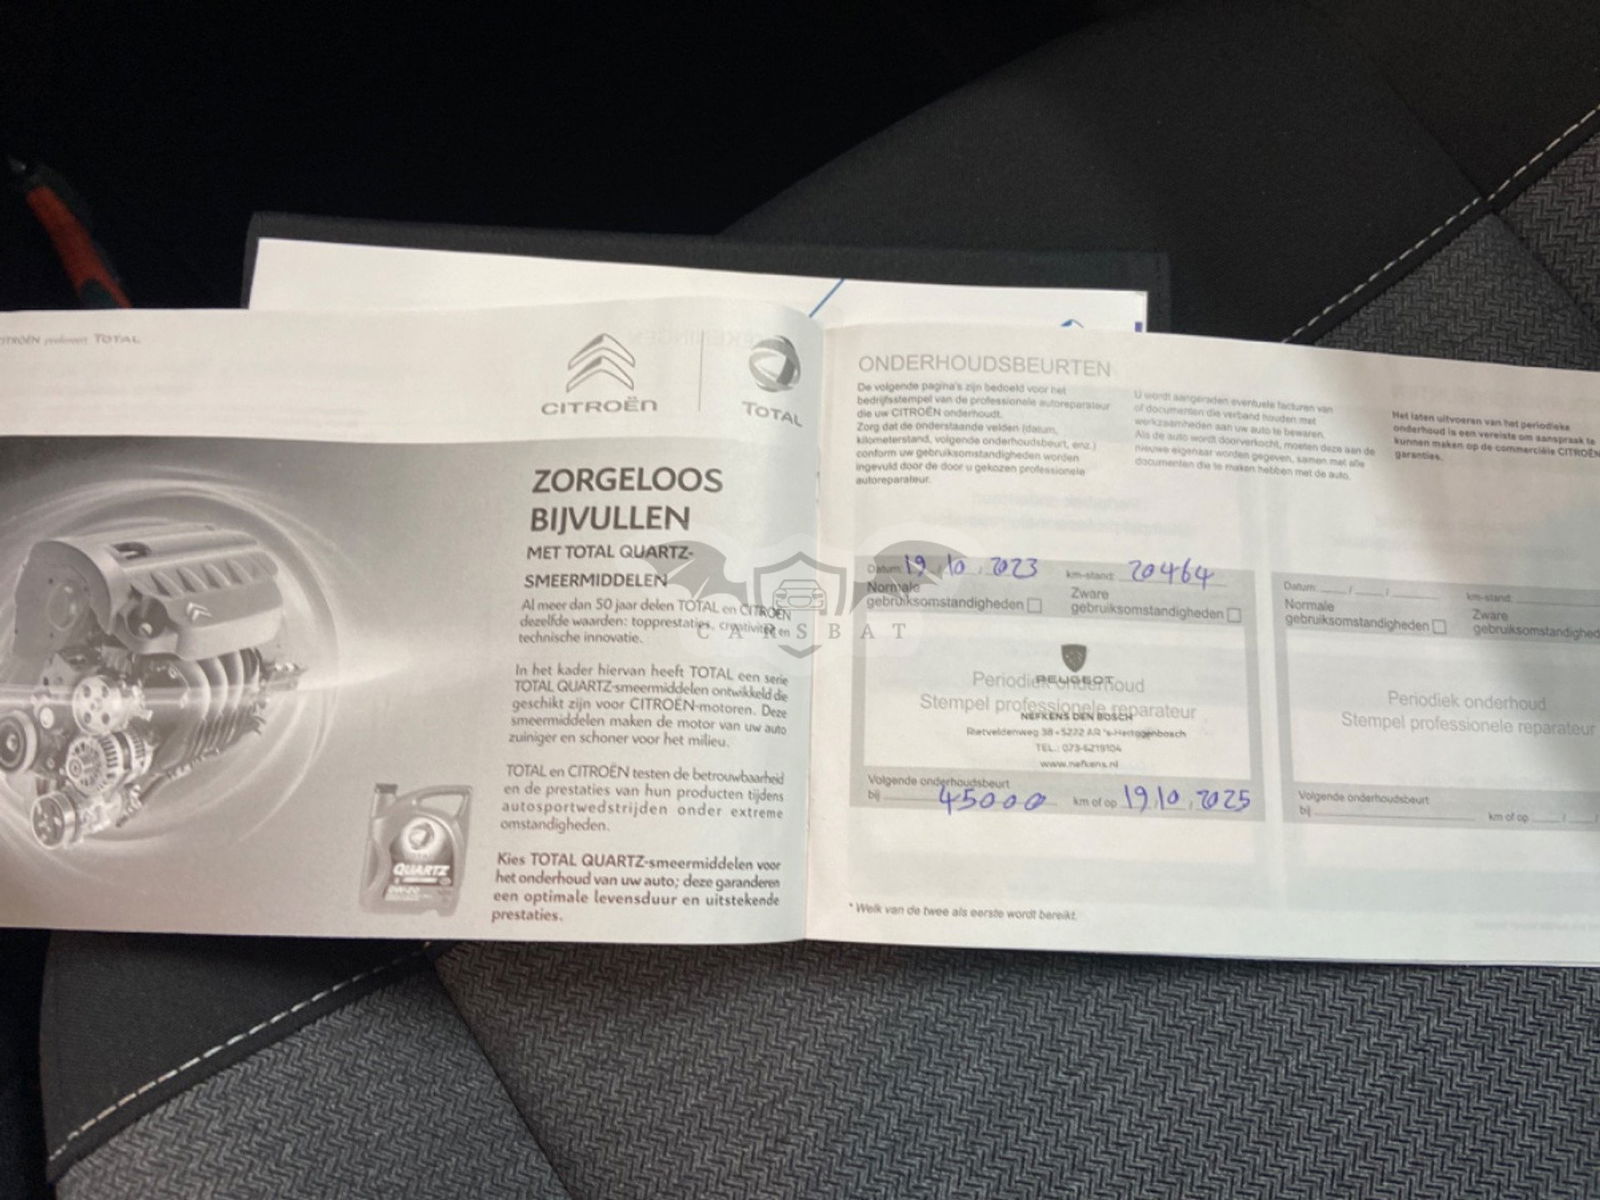 CITROËN prefereert TOTAL
CITROËN
TOTAL
ZORGELOOS
BIJVULLEN
MET TOTAL QUARTZ-
SMEERMIDDELEN
Al meer dan 50 jaar delen TOTAL en CITROËN
dezelfde waarden: topprestaties, creativiteit en
technische innovatie.
In het kader hiervan heeft TOTAL een serie
TOTAL QUARTZ-smeermiddelen ontwikkeld die
geschikt zijn voor CITROËN-motoren. Deze
smeermiddelen maken de motor van uw auto
zuiniger en schoner voor het milieu.
TOTAL en CITROËN testen de betrouwbaarheid
en de prestaties van hun producten tijdens
autosportwedstrijden onder extreme
omstandigheden.
Kies TOTAL QUARTZ-smeermiddelen voor
het onderhoud van uw auto; deze garanderen
een optimale levensduur en uitstekende
prestaties.
QUARTZ
0W-30
CARSBAT
ONDERHOUDSBEURTEN
De volgende pagina's zijn bedoeld voor het
bedrijfsstempel van de professionele autoreparateur
die uw CITROËN onderhoudt.
Zorg dat de onderstaande velden (datum,
kilometerstand, volgende onderhoudsbeurt, enz.)
conform uw gebruiksomstandigheden worden
ingevuld door de door u gekozen professionele
autoreparateur.
U wordt aangeraden eventuele facturen van
of documenten die verband houden met
werkzaamheden aan uw auto te bewaren.
Als de auto wordt doorverkocht, moeten deze aan de
nieuwe eigenaar worden gegeven, samen met alle
documenten die te maken hebben met de auto.
Het laten uitvoeren van het periodieke
onderhoud is een vereiste om aanspraak te
kunnen maken op de commerciële CITROËN
garanties.
Datum: 19 / 10 / 2023 km-stand: 20464
Normale
gebruiksomstandigheden
Zware
gebruiksomstandigheden
Periodiek onderhoud
Stempel professionele reparateur
PEUGEOT
NEFKENS DEN BOSCH
Rietveldenweg 38 - 5222 AR 's-Hertogenbosch
TEL.: 073-6219104
www.nefkens.nl
Volgende onderhoudsbeurt
bij 45000 km of op 19 / 10 / 2025
Datum: / / km-stand:
Normale
gebruiksomstandigheden
Zware
gebruiksomstandighed
Periodiek onderhoud
Stempel professionele reparateur
Volgende onderhoudsbeurt
bij km of op / /
* Welk van de twee als eerste wordt bereikt.